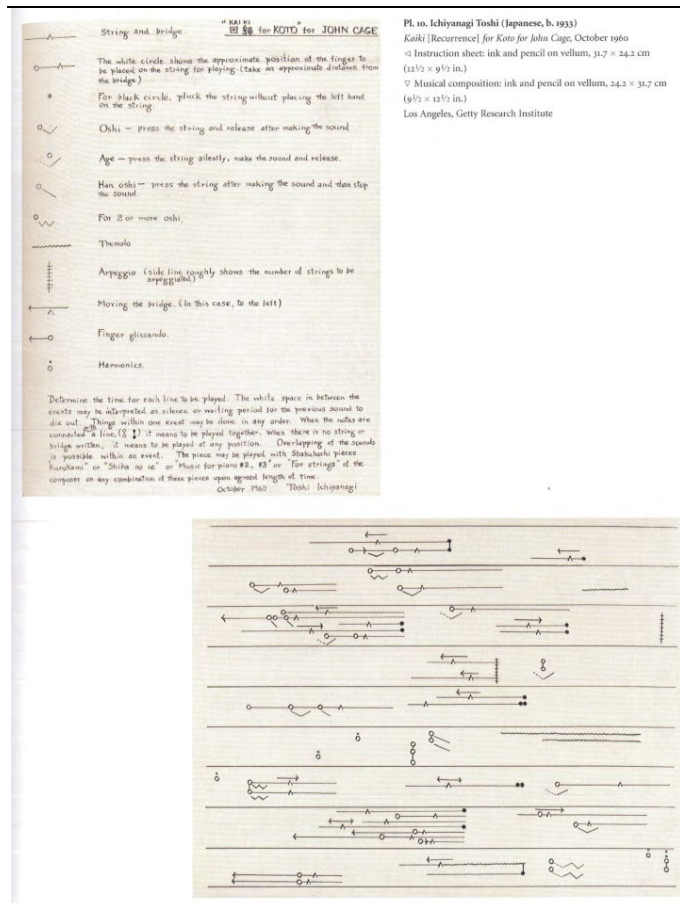 " KAIKI "
回帰 for KOTO for JOHN CAGE
String and bridge.
The white circle shows the approximate position of the finger to
be placed on the string for playing (take an approximate distance from
the bridge)
For black circle, pluck the string without placing the left hand
on the string.
Oshi — press the string and release after making the sound.
Age — press the string silently, make the sound and release.
Han oshi — press the string after making the sound and then stop
the sound.
For 2 or more oshi.
Tremolo
Arpeggio (side line roughly shows the number of strings to be
arpeggiated.)
Moving the bridge. (In this case, to the left)
Finger glissando.
Harmonics.
Determine the time for each line to be played. The white space in between the
events may be interpreted as silence or waiting period for the previous sound to
die out. Things within one event may be done in any order. When the notes are
connected with a line, it means to be played together. When there is no string or
bridge written, it means to be played at any position. Overlapping of the sounds
is possible within an event. The piece may be played with Shakuhachi pieces
"or "Shika no ne" or "Music for piano #2, #3" or "For strings" of the
composer or any combination of these pieces upon agreed length of time.
October 1960 Toshi Ichiyanagi
Pl. 10. Ichiyanagi Toshi (Japanese, b. 1933)
Kaiki [Recurrence] for Koto for John Cage, October 1960
◁ Instruction sheet: ink and pencil on vellum, 31.7 × 24.2 cm
(12½ × 9½ in.)
▽ Musical composition: ink and pencil on vellum, 24.2 × 31.7 cm
(9½ × 12½ in.)
Los Angeles, Getty Research Institute